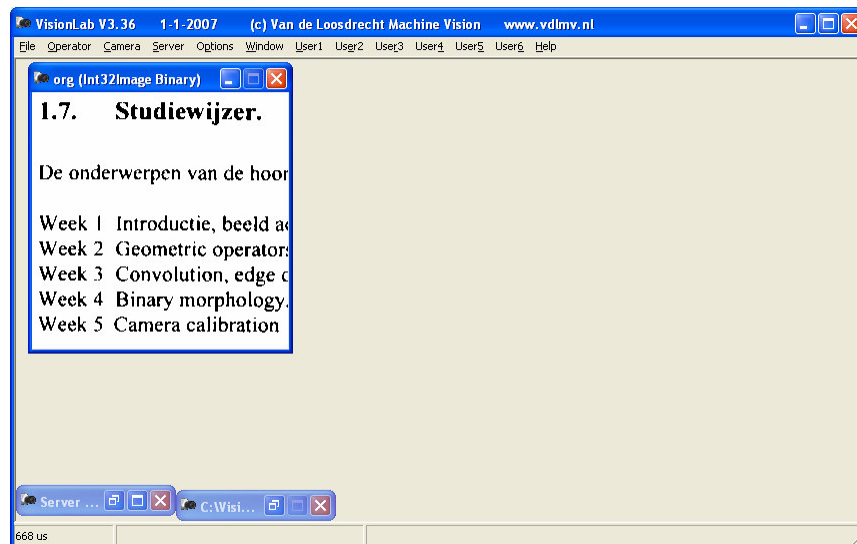 VisionLab V3.36 1-1-2007 (c) Van de Loosdrecht Machine Vision www.vdlmv.nl
File Operator Camera Server Options Window User1 User2 User3 User4 User5 User6 Help
org (Int32Image Binary)
1.7. Studiewijzer.
De onderwerpen van de hoor
Week 1 Introductie, beeld a
Week 2 Geometric operators
Week 3 Convolution, edge
Week 4 Binary morphology.
Week 5 Camera calibration
Server ... C:\Visi...
668 us